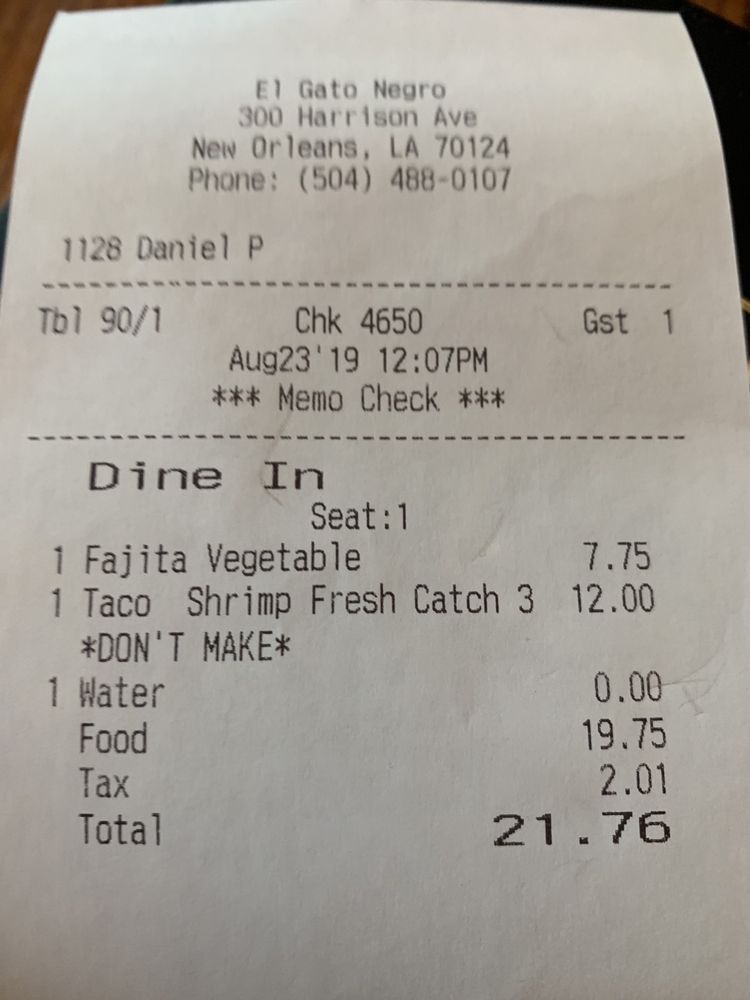 El Gato Negro
300 Harrison Ave
New Orleans, LA 70124
Phone: (504) 488-0107
1128 Daniel P
Tbl 90/1 Chk 4650 Gst 1
Aug23'19 12:07PM
*** Memo Check ***
Dine In
Seat:1
1 Fajita Vegetable 7.75
1 Taco Shrimp Fresh Catch 3 12.00
*DON'T MAKE*
1 Water 0.00
Food 19.75
Tax 2.01
Total 21.76